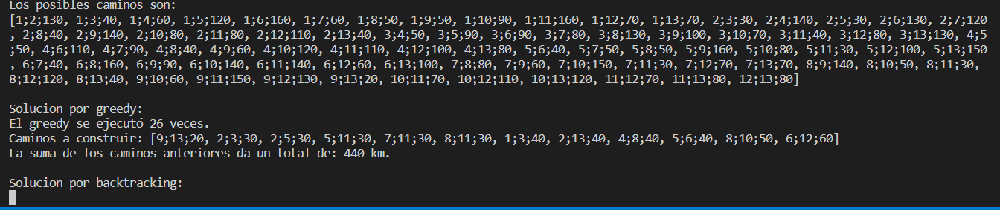 Los posibles caminos son:
[1;2;130, 1;3;40, 1;4;60, 1;5;120, 1;6;160, 1;7;60, 1;8;50, 1;9;50, 1;10;90, 1;11;160, 1;12;70, 1;13;70, 2;3;30, 2;4;140, 2;5;30, 2;6;130, 2;7;120
, 2;8;40, 2;9;140, 2;10;80, 2;11;80, 2;12;110, 2;13;40, 3;4;50, 3;5;90, 3;6;90, 3;7;80, 3;8;130, 3;9;100, 3;10;70, 3;11;40, 3;12;80, 3;13;130, 4;5
;50, 4;6;110, 4;7;90, 4;8;40, 4;9;60, 4;10;120, 4;11;110, 4;12;100, 4;13;80, 5;6;40, 5;7;50, 5;8;50, 5;9;160, 5;10;80, 5;11;30, 5;12;100, 5;13;150
, 6;7;40, 6;8;160, 6;9;90, 6;10;140, 6;11;140, 6;12;60, 6;13;100, 7;8;80, 7;9;60, 7;10;150, 7;11;30, 7;12;70, 7;13;70, 8;9;140, 8;10;50, 8;11;30,
8;12;120, 8;13;40, 9;10;60, 9;11;150, 9;12;130, 9;13;20, 10;11;70, 10;12;110, 10;13;120, 11;12;70, 11;13;80, 12;13;80]
Solucion por greedy:
El greedy se ejecutó 26 veces.
Caminos a construir: [9;13;20, 2;3;30, 2;5;30, 5;11;30, 7;11;30, 8;11;30, 1;3;40, 2;13;40, 4;8;40, 5;6;40, 8;10;50, 6;12;60]
La suma de los caminos anteriores da un total de: 440 km.
Solucion por backtracking: